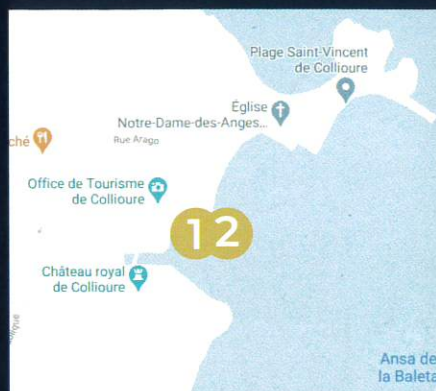 Plage Saint-Vincent
de Collioure
Église
Notre-Dame-des-Anges...
Rue Arago
ché
Office de Tourisme
de Collioure
12
Château royal
de Collioure
Ansa de
la Baleta